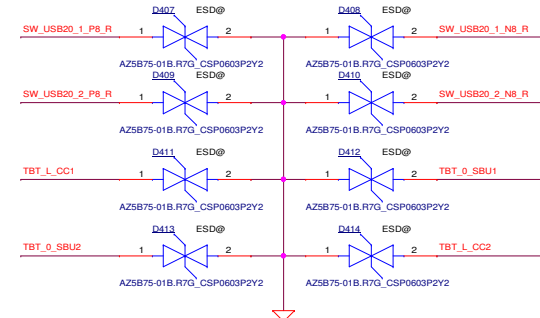 D407 ESD@ D408 ESD@
SW_USB20_1_P8_R 1 2 1 2 SW_USB20_1_N8_R
AZ5B75-01B.R7G_CSP0603P2Y2 AZ5B75-01B.R7G_CSP0603P2Y2
D409 ESD@ D410 ESD@
SW_USB20_2_P8_R 1 2 1 2 SW_USB20_2_N8_R
AZ5B75-01B.R7G_CSP0603P2Y2 AZ5B75-01B.R7G_CSP0603P2Y2
D411 ESD@ D412 ESD@
TBT_L_CC1 1 2 1 2 TBT_0_SBU1
AZ5B75-01B.R7G_CSP0603P2Y2 AZ5B75-01B.R7G_CSP0603P2Y2
D413 ESD@ D414 ESD@
TBT_0_SBU2 1 2 1 2 TBT_L_CC2
AZ5B75-01B.R7G_CSP0603P2Y2 AZ5B75-01B.R7G_CSP0603P2Y2